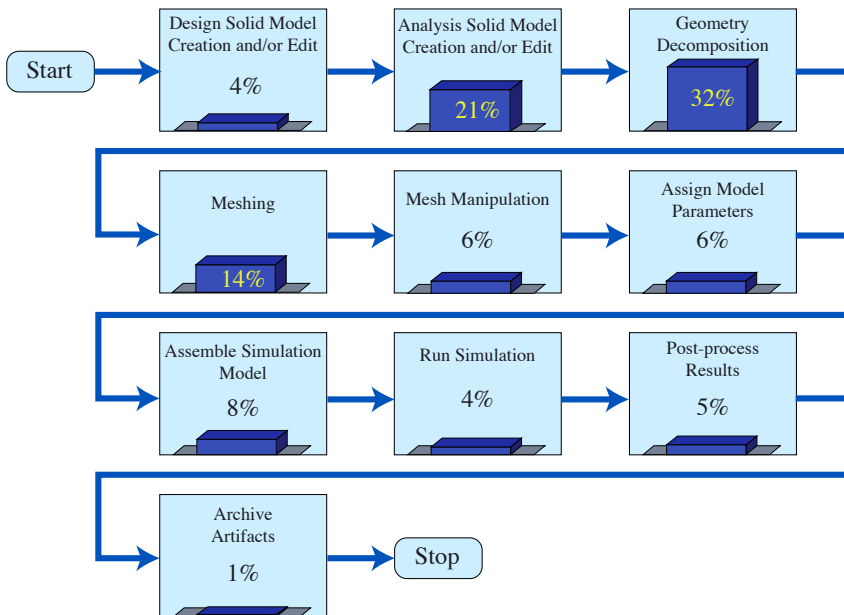 Start
Design Solid Model
Creation and/or Edit
4%
Analysis Solid Model
Creation and/or Edit
21%
Geometry
Decomposition
32%
Meshing
14%
Mesh Manipulation
6%
Assign Model
Parameters
6%
Assemble Simulation
Model
8%
Run Simulation
4%
Post-process
Results
5%
Archive
Artifacts
1%
Stop